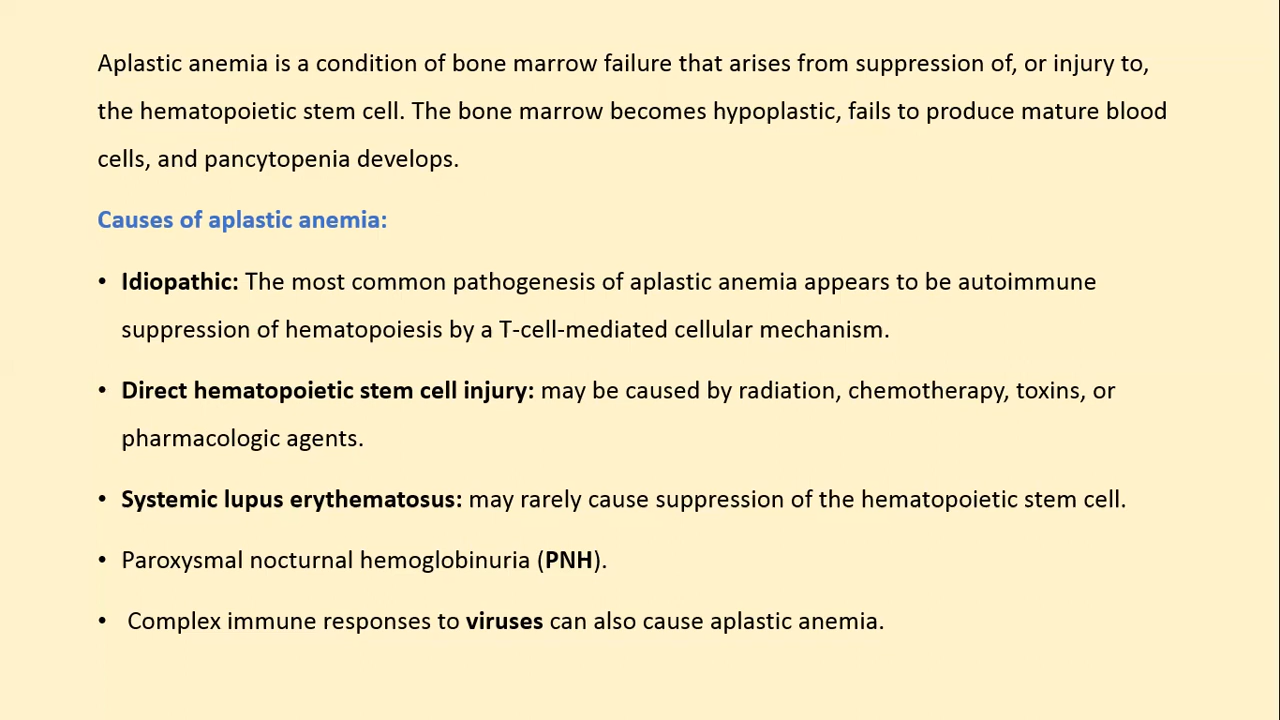 Aplastic anemia is a condition of bone marrow failure that arises from suppression of, or injury to,
the hematopoietic stem cell. The bone marrow becomes hypoplastic, fails to produce mature blood
cells, and pancytopenia develops.
Causes of aplastic anemia:
• Idiopathic: The most common pathogenesis of aplastic anemia appears to be autoimmune
suppression of hematopoiesis by a T-cell-mediated cellular mechanism.
• Direct hematopoietic stem cell injury: may be caused by radiation, chemotherapy, toxins, or
pharmacologic agents.
• Systemic lupus erythematosus: may rarely cause suppression of the hematopoietic stem cell.
• Paroxysmal nocturnal hemoglobinuria (PNH).
• Complex immune responses to viruses can also cause aplastic anemia.